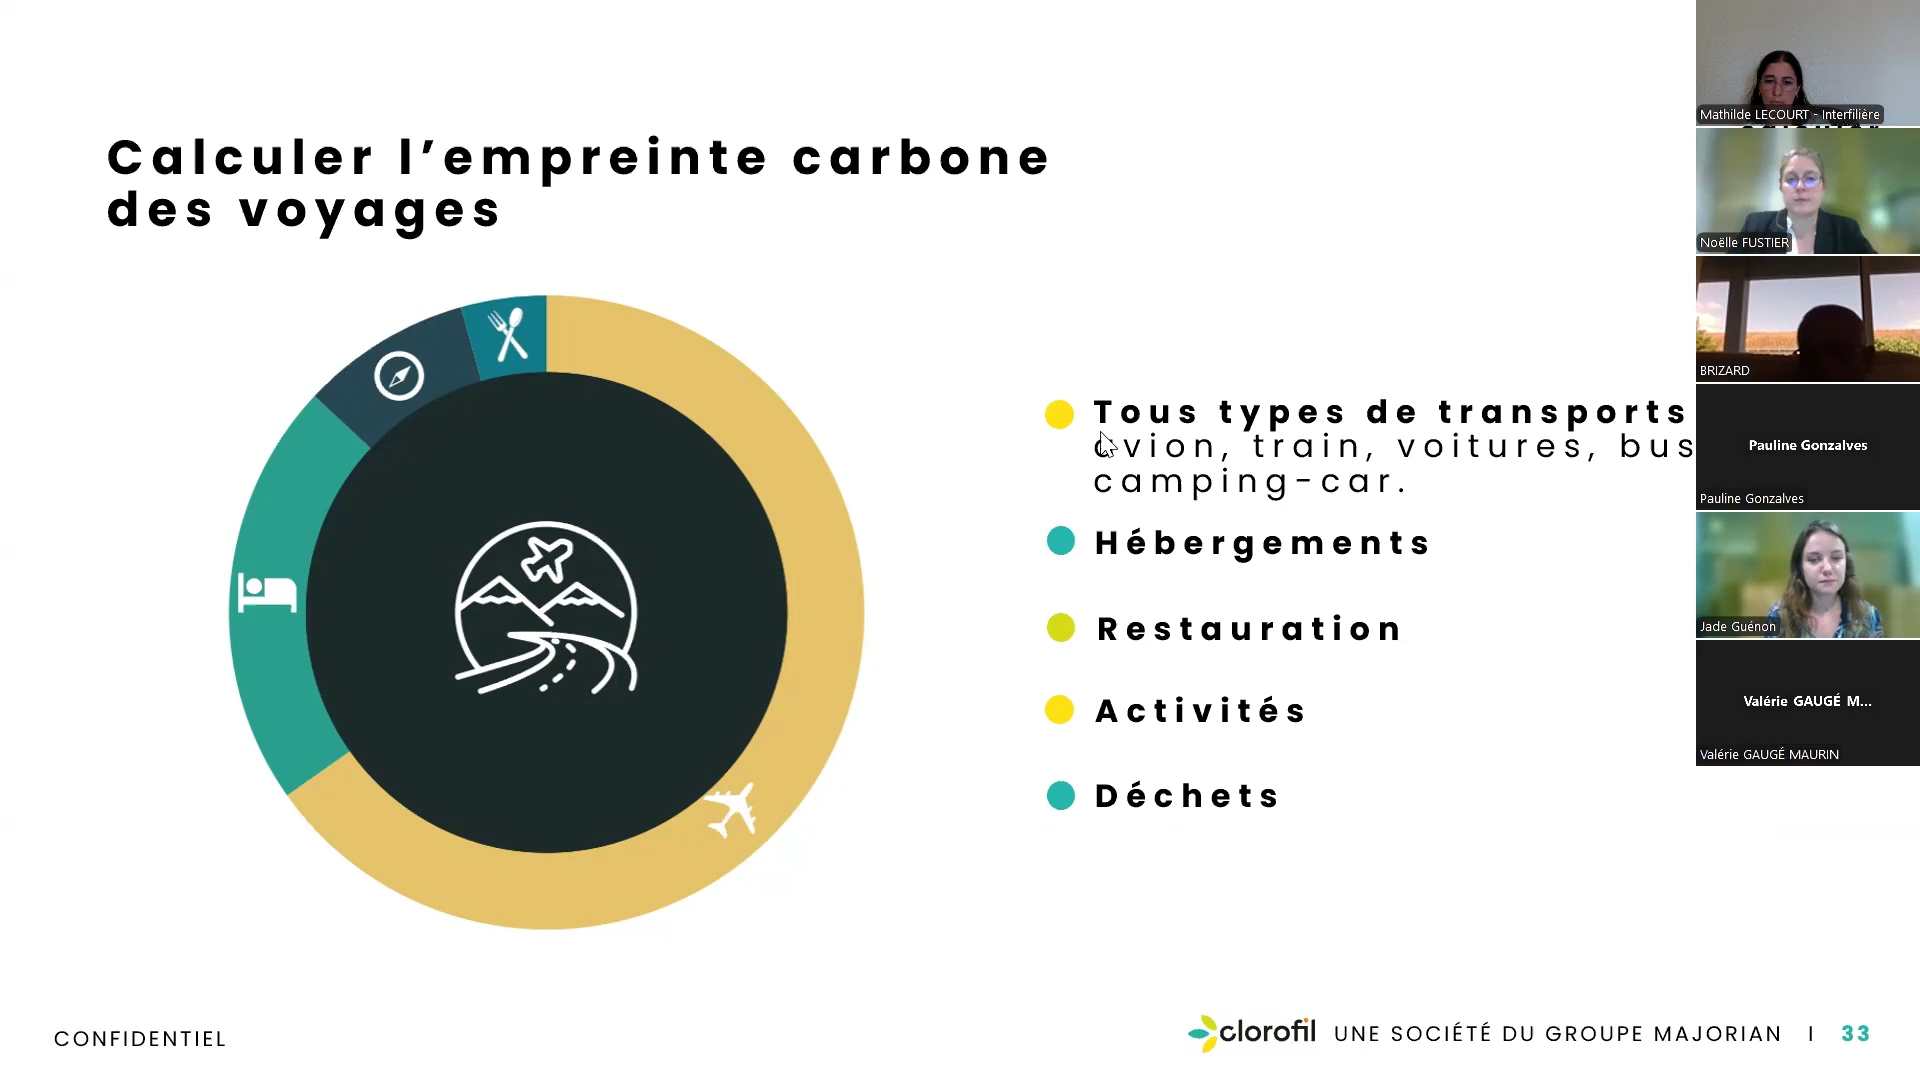 Calculer l’empreinte carbone
des voyages
Tous types de transports
avion, train, voitures, bus
camping-car.
Hébergements
Restauration
Activités
Déchets
CONFIDENTIEL
clorofil UNE SOCIÉTÉ DU GROUPE MAJORIAN I 33
Mathilde LECOURT - Interfilière
Noëlle FUSTIER
BRIZARD
Pauline Gonzalves
Pauline Gonzalves
Jade Guénon
Valérie GAUGÉ M...
Valérie GAUGÉ MAURIN